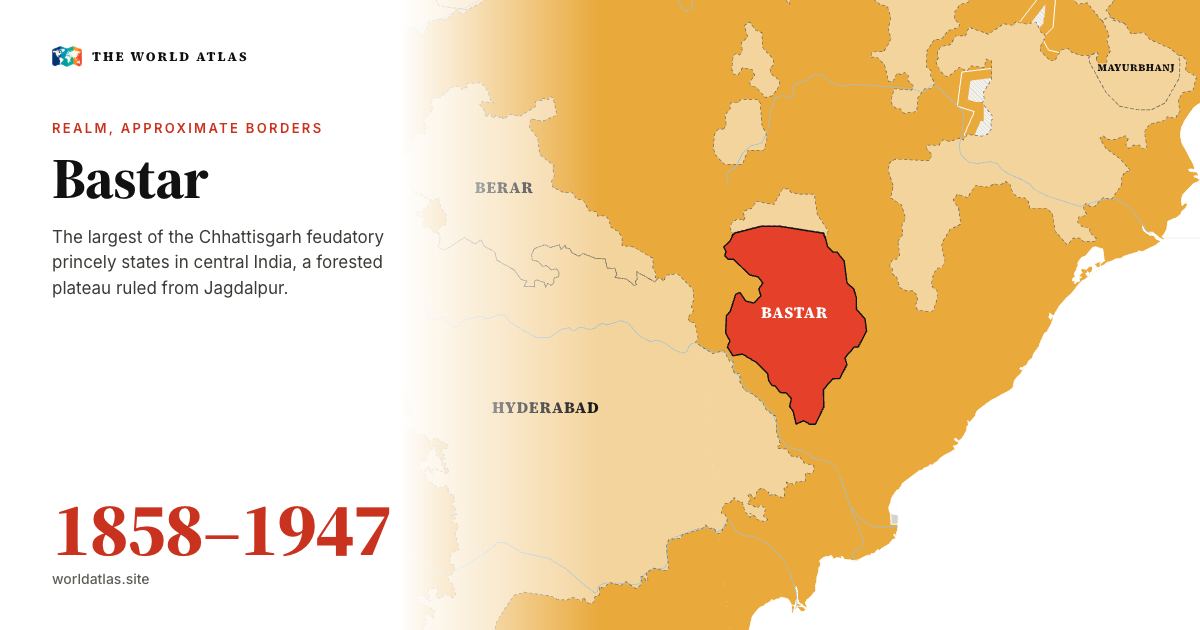 THE WORLD ATLAS
REALM, APPROXIMATE BORDERS
Bastar
The largest of the Chhattisgarh feudatory
princely states in central India, a forested
plateau ruled from Jagdalpur.
1858–1947
worldatlas.site
MAYURBHANJ
BERAR
BASTAR
HYDERABAD